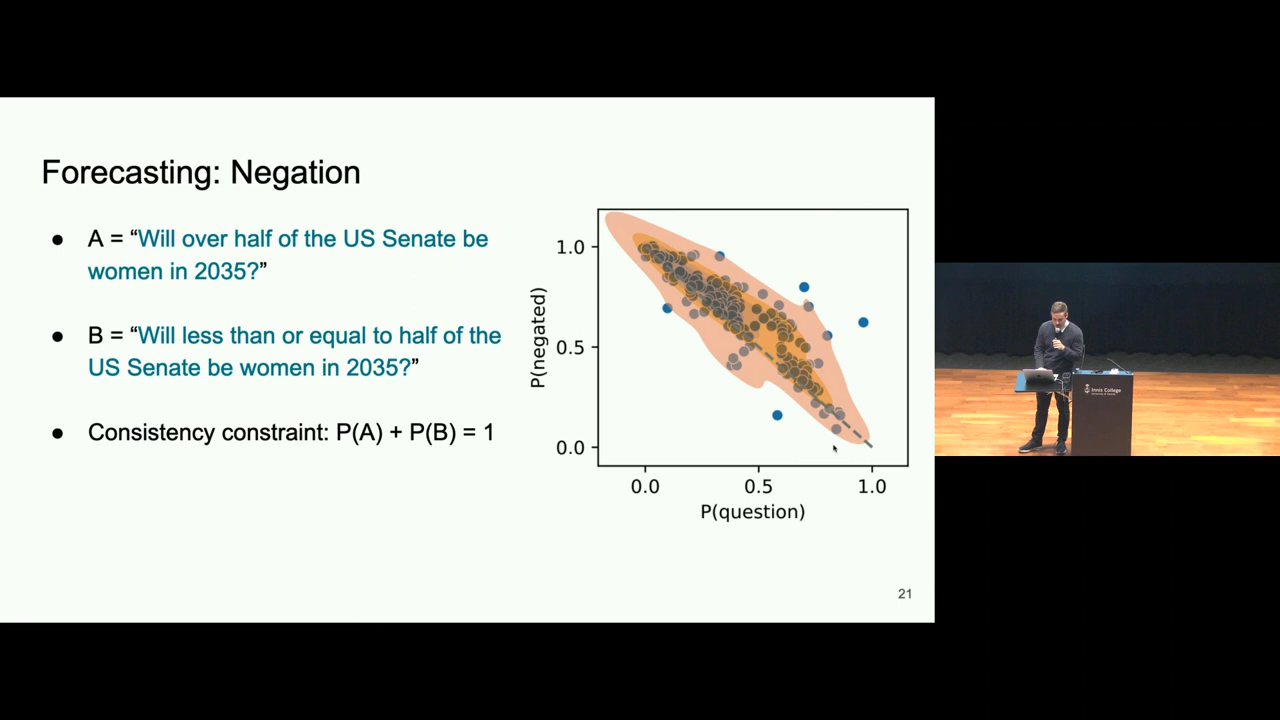 Forecasting: Negation
● A = “Will over half of the US Senate be
women in 2035?”
● B = “Will less than or equal to half of the
US Senate be women in 2035?”
● Consistency constraint: P(A) + P(B) = 1
P(negated)
1.0
0.5
0.0
0.0 0.5 1.0
P(question)
21
Innis College